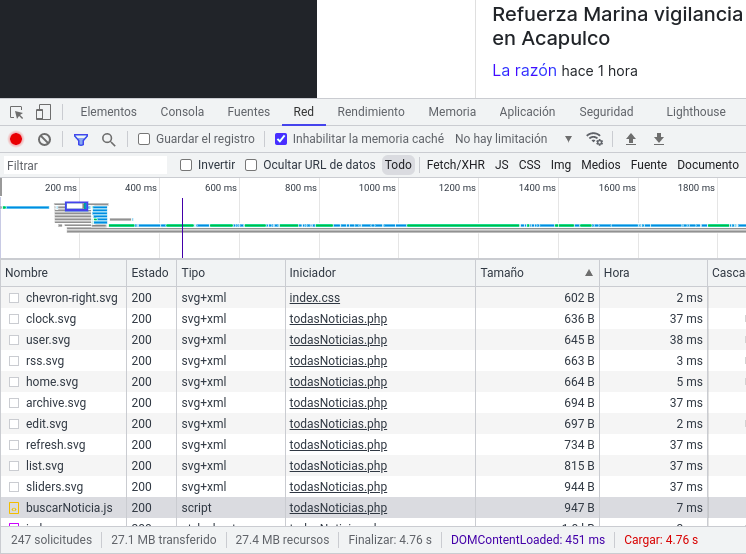 Refuerza Marina vigilancia
en Acapulco
La razón hace 1 hora
Elementos Consola Fuentes Red Rendimiento Memoria Aplicación Seguridad Lighthouse
Guardar el registro Inhabilitar la memoria caché No hay limitación
Filtrar Invertir Ocultar URL de datos Todo Fetch/XHR JS CSS Img Medios Fuente Documento
200 ms 400 ms 600 ms 800 ms 1000 ms 1200 ms 1400 ms 1600 ms 1800 ms
Nombre Estado Tipo Iniciador Tamaño Hora Casca
chevron-right.svg 200 svg+xml index.css 602 B 2 ms
clock.svg 200 svg+xml todasNoticias.php 636 B 37 ms
user.svg 200 svg+xml todasNoticias.php 645 B 38 ms
rss.svg 200 svg+xml todasNoticias.php 663 B 3 ms
home.svg 200 svg+xml todasNoticias.php 664 B 5 ms
archive.svg 200 svg+xml todasNoticias.php 694 B 37 ms
edit.svg 200 svg+xml todasNoticias.php 697 B 2 ms
refresh.svg 200 svg+xml todasNoticias.php 734 B 37 ms
list.svg 200 svg+xml todasNoticias.php 815 B 37 ms
sliders.svg 200 svg+xml todasNoticias.php 944 B 37 ms
buscarNoticia.js 200 script todasNoticias.php 947 B 7 ms
247 solicitudes 27.1 MB transferido 27.4 MB recursos Finalizar: 4.76 s DOMContentLoaded: 451 ms Cargar: 4.76 s